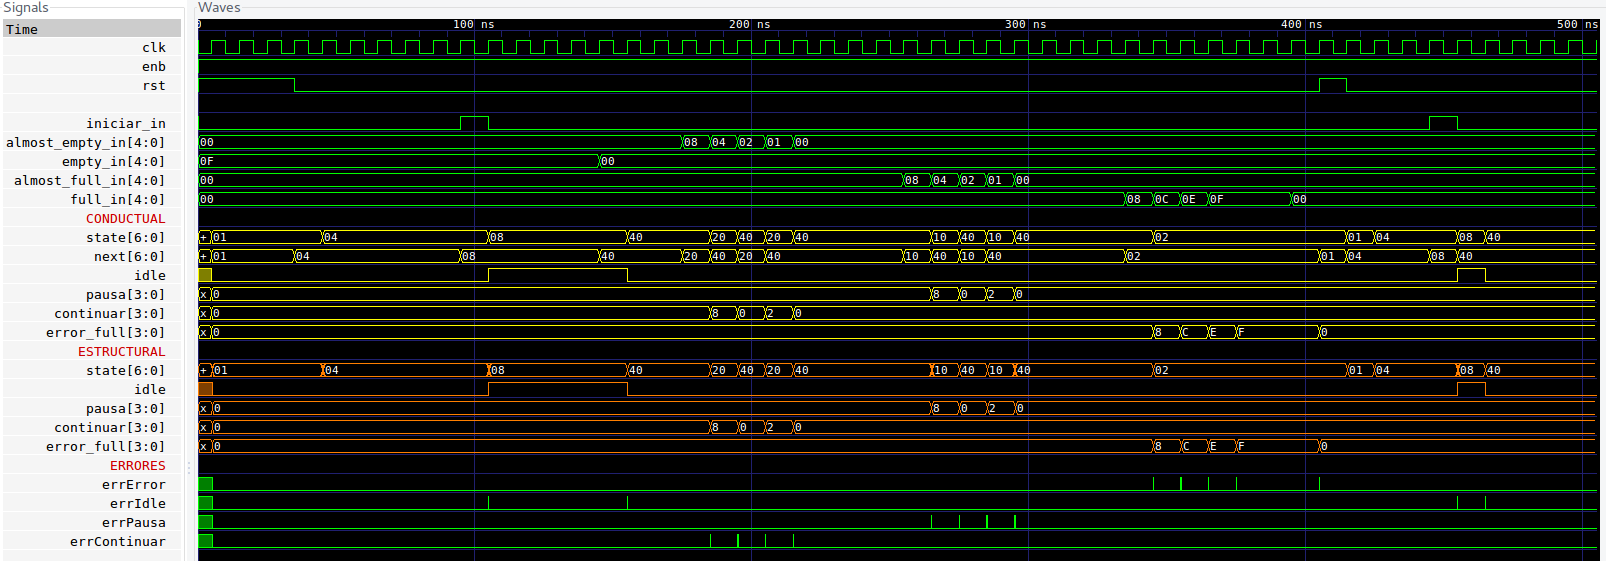 Signals Waves
Time 0 100 ns 200 ns 300 ns 400 ns 500 ns
clk
enb
rst
iniciar_in
almost_empty_in[4:0] 00 08 04 02 01 00
empty_in[4:0] 0F 00
almost_full_in[4:0] 00 08 04 02 01 00
full_in[4:0] 00 08 0C 0E 0F 00
CONDUCTUAL
state[6:0] + 01 04 08 40 20 40 20 40 10 40 10 40 02 01 04 08 40
next[6:0] + 01 04 08 40 20 40 20 40 10 40 10 40 02 01 04 08 40
idle
pausa[3:0] x 0 8 0 2 0
continuar[3:0] x 0 8 0 2 0
error_full[3:0] x 0 8 C E F 0
ESTRUCTURAL
state[6:0] + 01 04 08 40 20 40 20 40 10 40 10 40 02 01 04 08 40
idle
pausa[3:0] x 0 8 0 2 0
continuar[3:0] x 0 8 0 2 0
error_full[3:0] x 0 8 C E F 0
ERRORES
errError
errIdle
errPausa
errContinuar